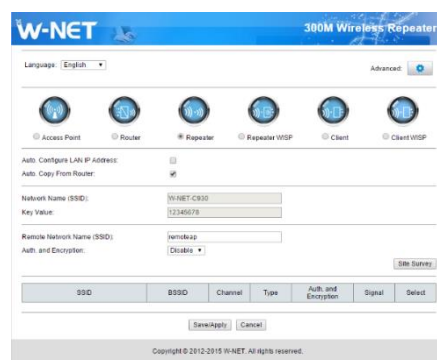 W-NET
300M Wireless Repeater
Language: English
Advanced:
Access Point Router Repeater Repeater WISP Client Client WISP
Auto. Configure LAN IP Address:
Auto. Copy From Router:
Network Name (SSID): W-NET-C930
Key Value: 12345678
Remote Network Name (SSID): remoteap
Auth. and Encryption: Disable
Site Survey
SSID BSSID Channel Type Auth. and Encryption Signal Select
Save/Apply Cancel
Copyright © 2012-2015 W-NET. All rights reserved.